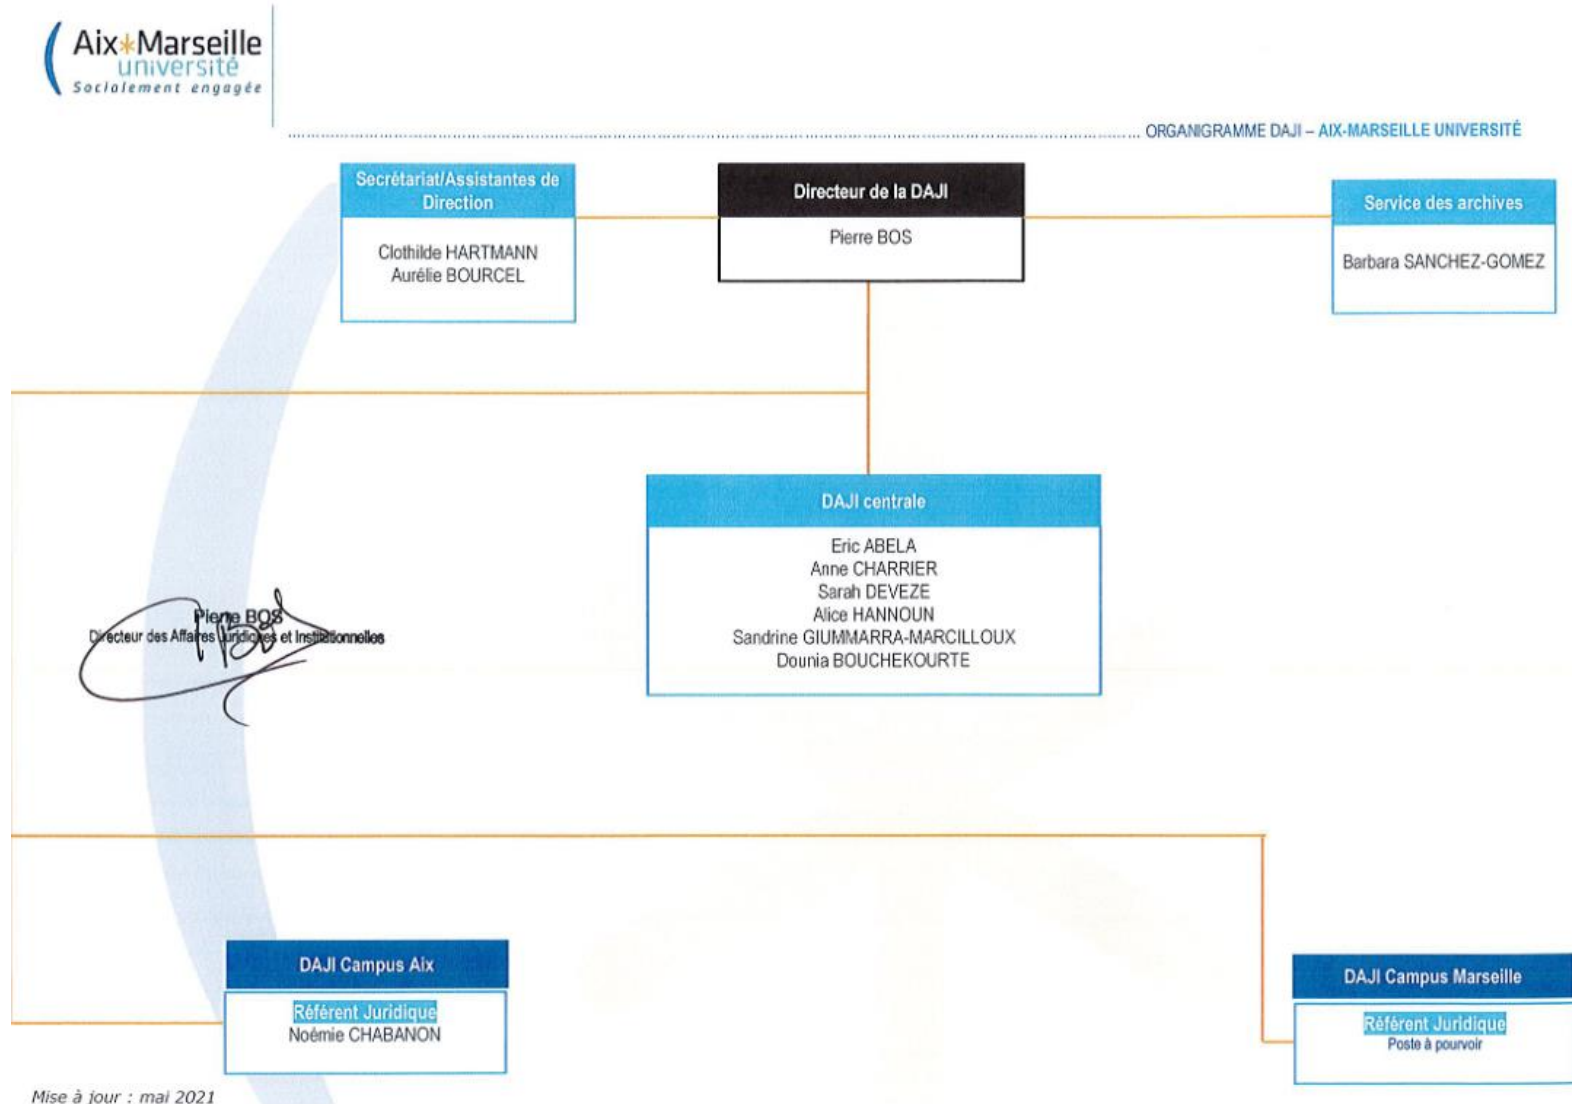 Aix*Marseille
université
Socialement engagée
ORGANIGRAMME DAJI – AIX-MARSEILLE UNIVERSITÉ
Secrétariat/Assistantes de
Direction
Clothilde HARTMANN
Aurélie BOURCEL
Directeur de la DAJI
Pierre BOS
Service des archives
Barbara SANCHEZ-GOMEZ
DAJI centrale
Eric ABELA
Anne CHARRIER
Sarah DEVEZE
Alice HANNOUN
Sandrine GIUMMARRA-MARCILLOUX
Dounia BOUCHEKOURTE
Pierre BOS
Directeur des Affaires Juridiques et Institutionnelles
DAJI Campus Aix
Référent Juridique
Noémie CHABANON
DAJI Campus Marseille
Référent Juridique
Poste à pourvoir
Mise à jour : mai 2021